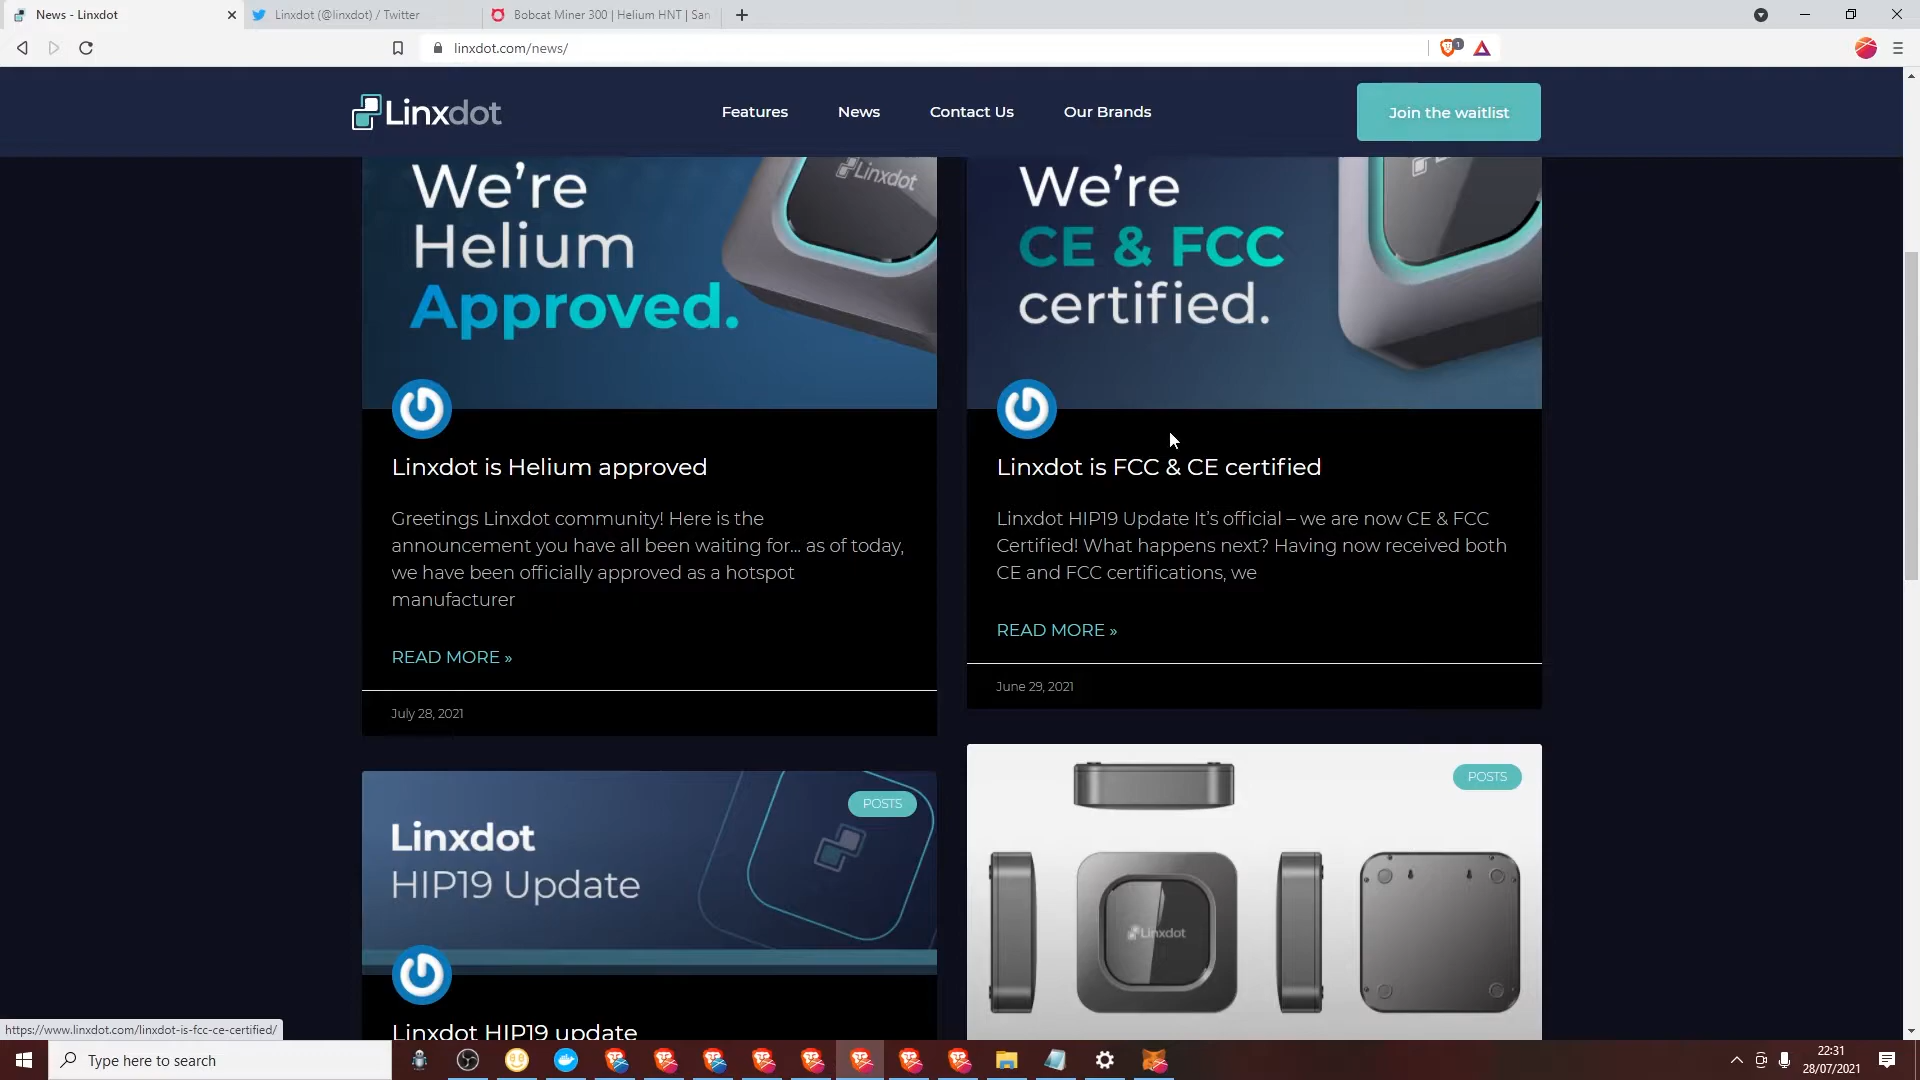 News - Linxdot
Linxdot (@linxdot) / Twitter
Bobcat Miner 300 | Helium HNT | San
linxdot.com/news/
1
Linxdot
Features
News
Contact Us
Our Brands
Join the waitlist
We're
Helium
Approved.
Linxdot
Linxdot is Helium approved
Greetings Linxdot community! Here is the
announcement you have all been waiting for... as of today,
we have been officially approved as a hotspot
manufacturer
READ MORE »
July 28, 2021
We're
CE & FCC
certified.
Linxdot is FCC & CE certified
Linxdot HIP19 Update It's official – we are now CE & FCC
Certified! What happens next? Having now received both
CE and FCC certifications, we
READ MORE »
June 29, 2021
POSTS
Linxdot
HIP19 Update
Linxdot HIP19 update
POSTS
Linxdot
https://www.linxdot.com/linxdot-is-fcc-ce-certified/
Type here to search
22:31
28/07/2021